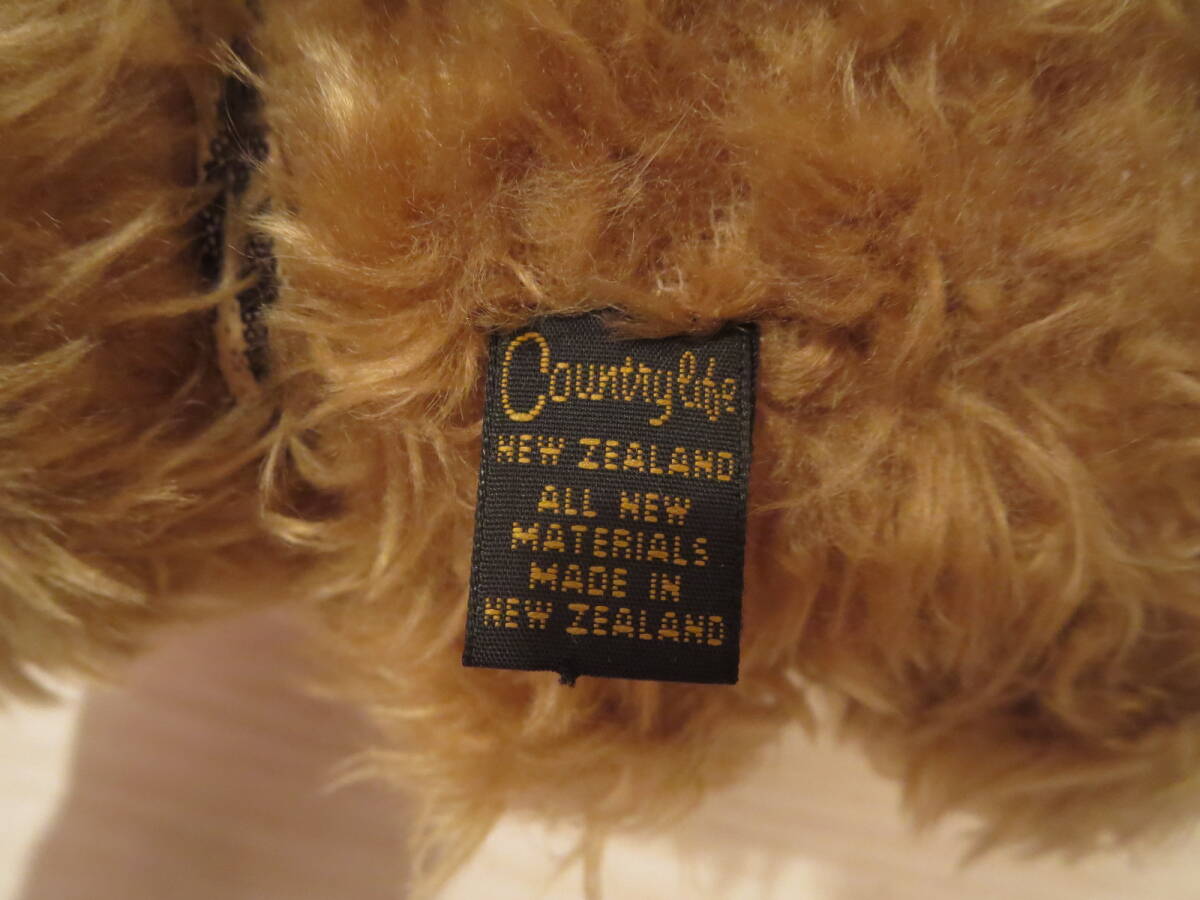 Countrylife
NEW ZEALAND
ALL NEW
MATERIALS
MADE IN
NEW ZEALAND